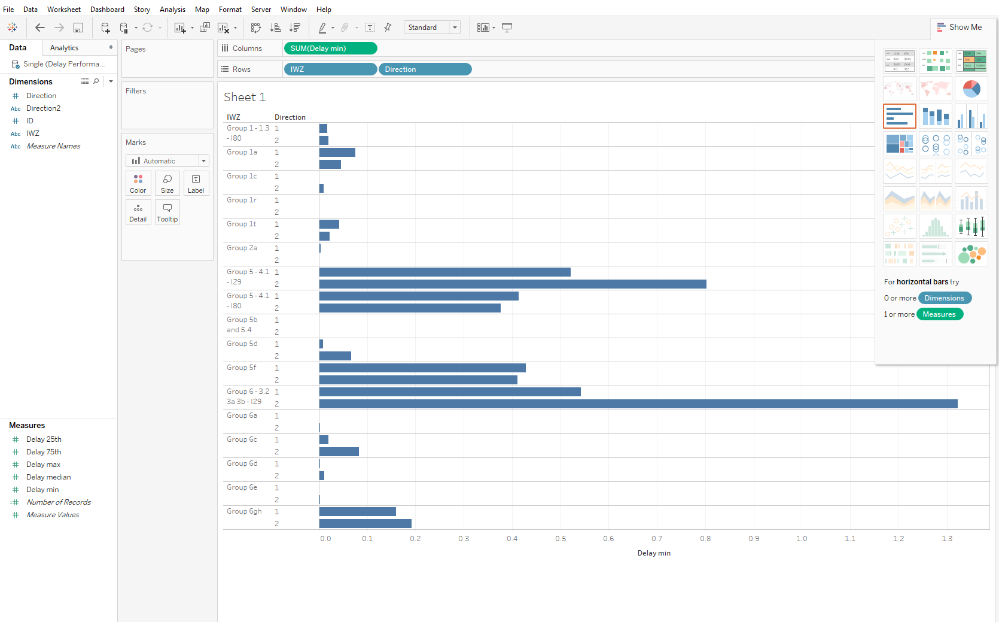 File Data Worksheet Dashboard Story Analysis Map Format Server Window Help
Standard
Show Me
Data Analytics
Single (Delay Performa...
Dimensions
Direction
Abc Direction2
ID
Abc IWZ
Abc Measure Names
Measures
Delay 25th
Delay 75th
Delay max
Delay median
Delay min
Number of Records
Measure Values
Pages
Filters
Marks
Automatic
Color Size Label
Detail Tooltip
Columns SUM(Delay min)
Rows IWZ Direction
Sheet 1
IWZ Direction
Group 1 - 1.3 1
- I80 2
Group 1a 1
2
Group 1c 1
2
Group 1r 1
2
Group 1t 1
2
Group 2a 1
2
Group 5 - 4.1 1
- I29 2
Group 5 - 4.1 1
- I80 2
Group 5b 1
and 5.4 2
Group 5d 1
2
Group 5f 1
2
Group 6 - 3.2 1
3a 3b - I29 2
Group 6a 1
2
Group 6c 1
2
Group 6d 1
2
Group 6e 1
2
Group 6gh 1
2
0.0 0.1 0.2 0.3 0.4 0.5 0.6 0.7 0.8 0.9 1.0 1.1 1.2 1.3
Delay min
For horizontal bars try
0 or more Dimensions
1 or more Measures